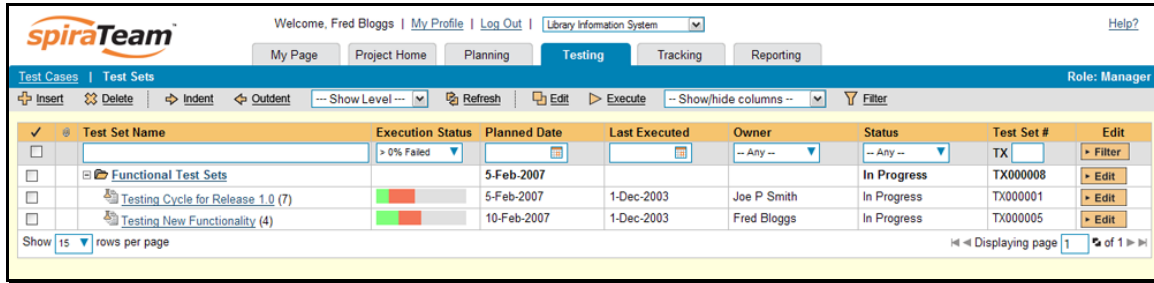 spiraTeam Welcome, Fred Bloggs | My Profile | Log Out | Library Information System Help?
My Page Project Home Planning Testing Tracking Reporting
Test Cases | Test Sets Role: Manager
Insert Delete Indent Outdent --- Show Level --- Refresh Edit Execute -- Show/hide columns -- Filter
Test Set Name Execution Status Planned Date Last Executed Owner Status Test Set # Edit
> 0% Failed -- Any -- -- Any -- TX Filter
Functional Test Sets 5-Feb-2007 In Progress TX000008 Edit
Testing Cycle for Release 1.0 (7) 5-Feb-2007 1-Dec-2003 Joe P Smith In Progress TX000001 Edit
Testing New Functionality (4) 10-Feb-2007 1-Dec-2003 Fred Bloggs In Progress TX000005 Edit
Show 15 rows per page Displaying page 1 of 1